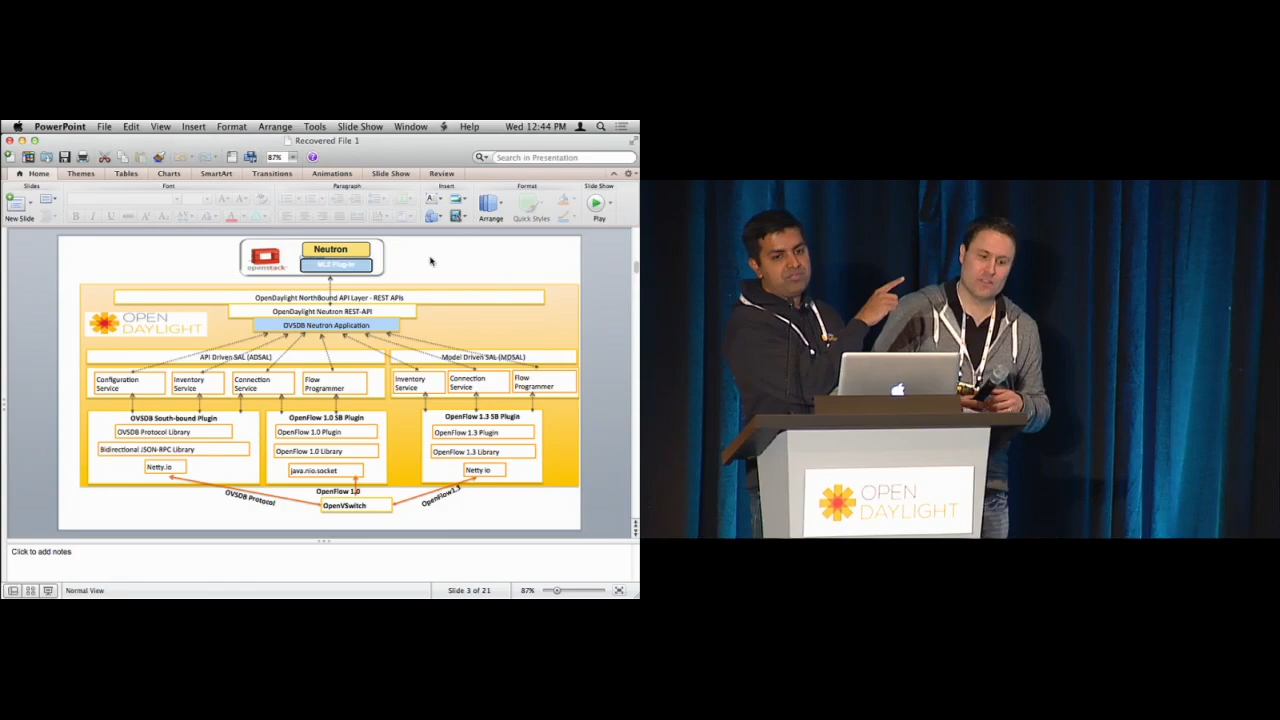 PowerPoint File Edit View Insert Format Arrange Tools Slide Show Window Help Wed 12:44 PM
Recovered File 1
87% Search in Presentation
Home Themes Tables Charts SmartArt Transitions Animations Slide Show Review
Slides Font Paragraph Insert Format Slide Show
New Slide Arrange Quick Styles Play
openstack
Neutron
ML2 Plug-in
OpenDaylight NorthBound API Layer - REST APIs
OpenDaylight Neutron REST-API
OVSDB Neutron Application
OPEN
DAYLIGHT
API Driven SAL (ADSAL) Model Driven SAL (MDSAL)
Configuration Service
Inventory Service
Connection Service
Flow Programmer
Inventory Service
Connection Service
Flow Programmer
OVSDB South-bound Plugin
OVSDB Protocol Library
Bidirectional JSON-RPC Library
Netty.io
OpenFlow 1.0 SB Plugin
OpenFlow 1.0 Plugin
OpenFlow 1.0 Library
java.nio.socket
OpenFlow 1.3 SB Plugin
OpenFlow 1.3 Plugin
OpenFlow 1.3 Library
Netty io
OVSDB Protocol
OpenFlow 1.0
OpenFlow1.3
OpenVSwitch
Click to add notes
Normal View Slide 3 of 21 87%
OPEN
DAYLIGHT